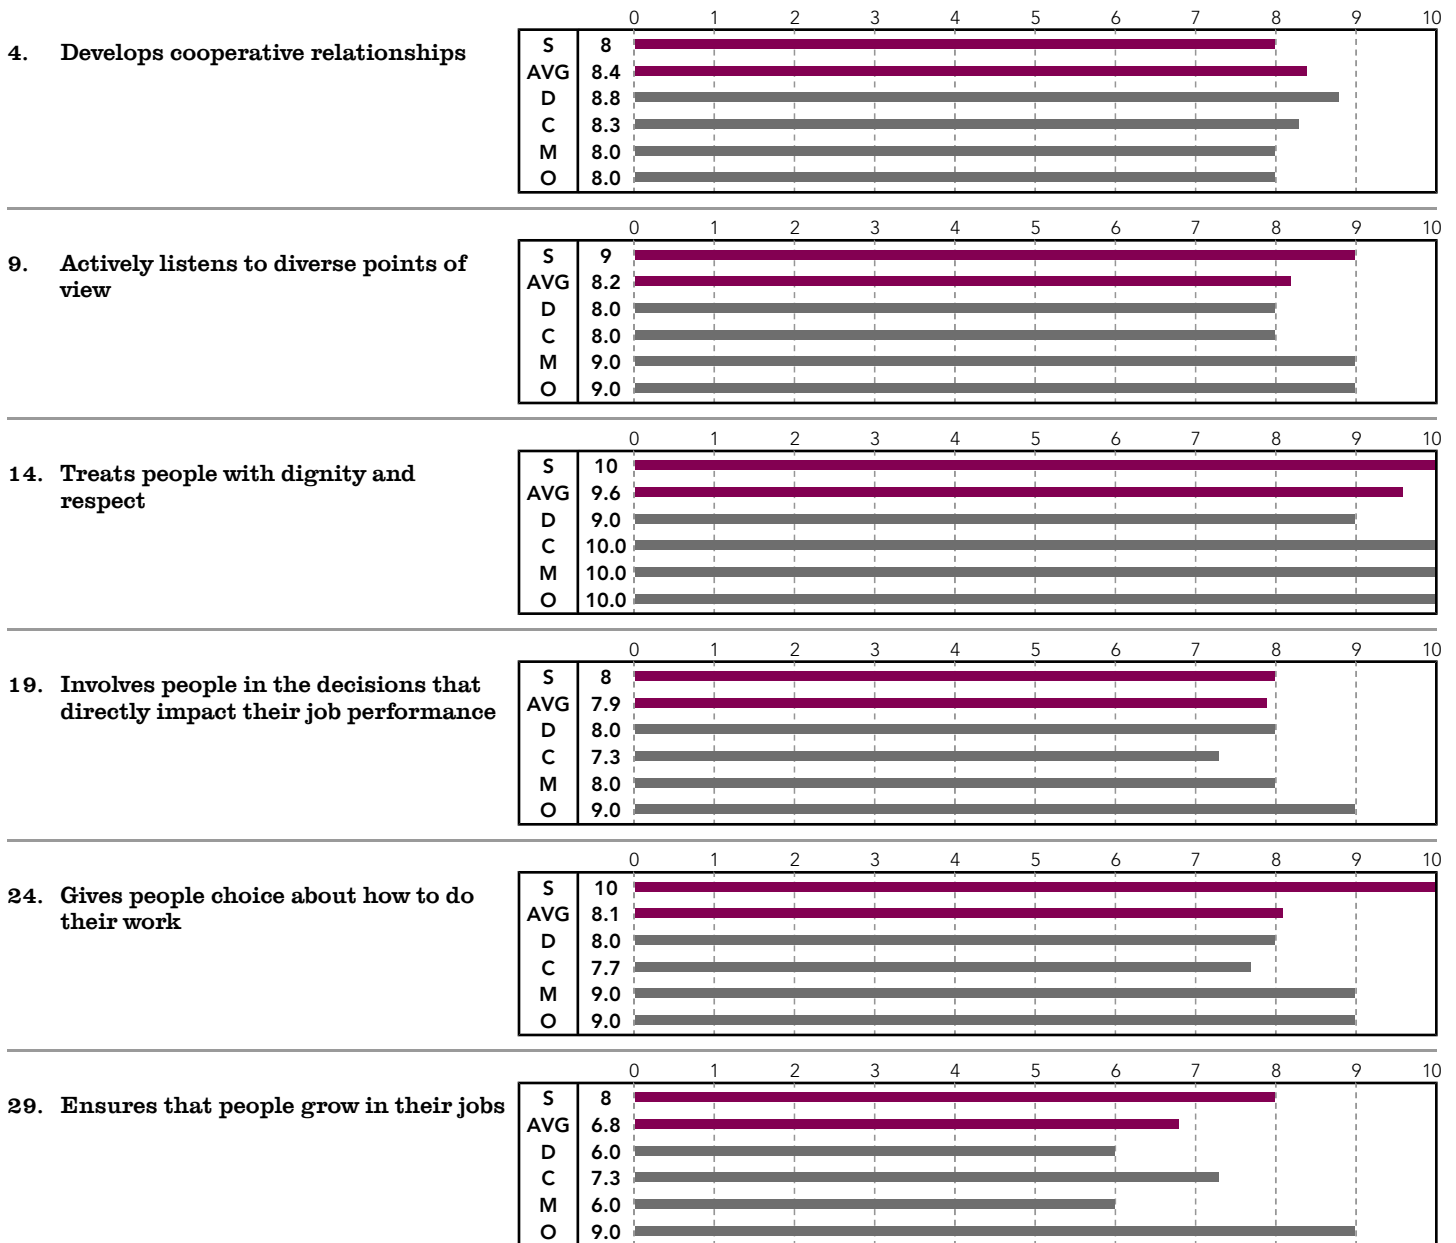 0 1 2 3 4 5 6 7 8 9 10
4. Develops cooperative relationships
S 8
AVG 8.4
D 8.8
C 8.3
M 8.0
O 8.0
0 1 2 3 4 5 6 7 8 9 10
9. Actively listens to diverse points of
view
S 9
AVG 8.2
D 8.0
C 8.0
M 9.0
O 9.0
0 1 2 3 4 5 6 7 8 9 10
14. Treats people with dignity and
respect
S 10
AVG 9.6
D 9.0
C 10.0
M 10.0
O 10.0
0 1 2 3 4 5 6 7 8 9 10
19. Involves people in the decisions that
directly impact their job performance
S 8
AVG 7.9
D 8.0
C 7.3
M 8.0
O 9.0
0 1 2 3 4 5 6 7 8 9 10
24. Gives people choice about how to do
their work
S 10
AVG 8.1
D 8.0
C 7.7
M 9.0
O 9.0
0 1 2 3 4 5 6 7 8 9 10
29. Ensures that people grow in their jobs
S 8
AVG 6.8
D 6.0
C 7.3
M 6.0
O 9.0